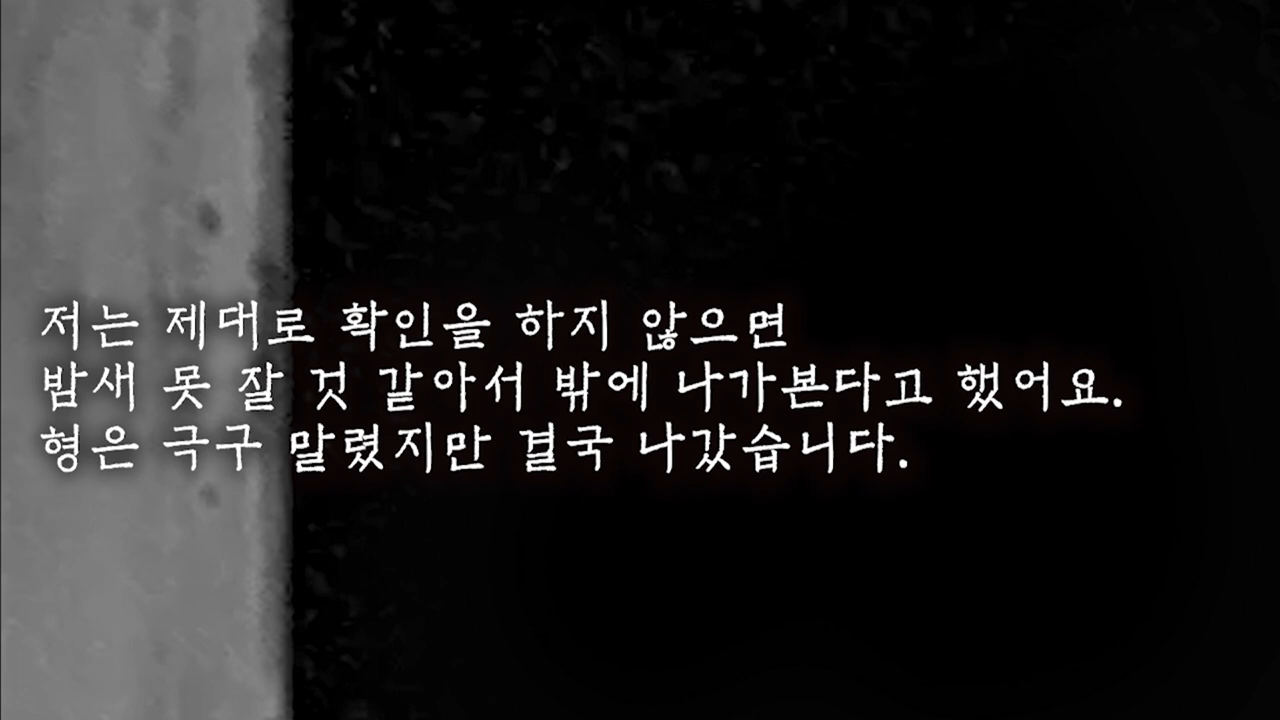 저는 제대로 확인을 하지 않으면
밤새 못 잘 것 같아서 밖에 나가본다고 했어요.
형은 극구 말렸지만 결국 나갔습니다.